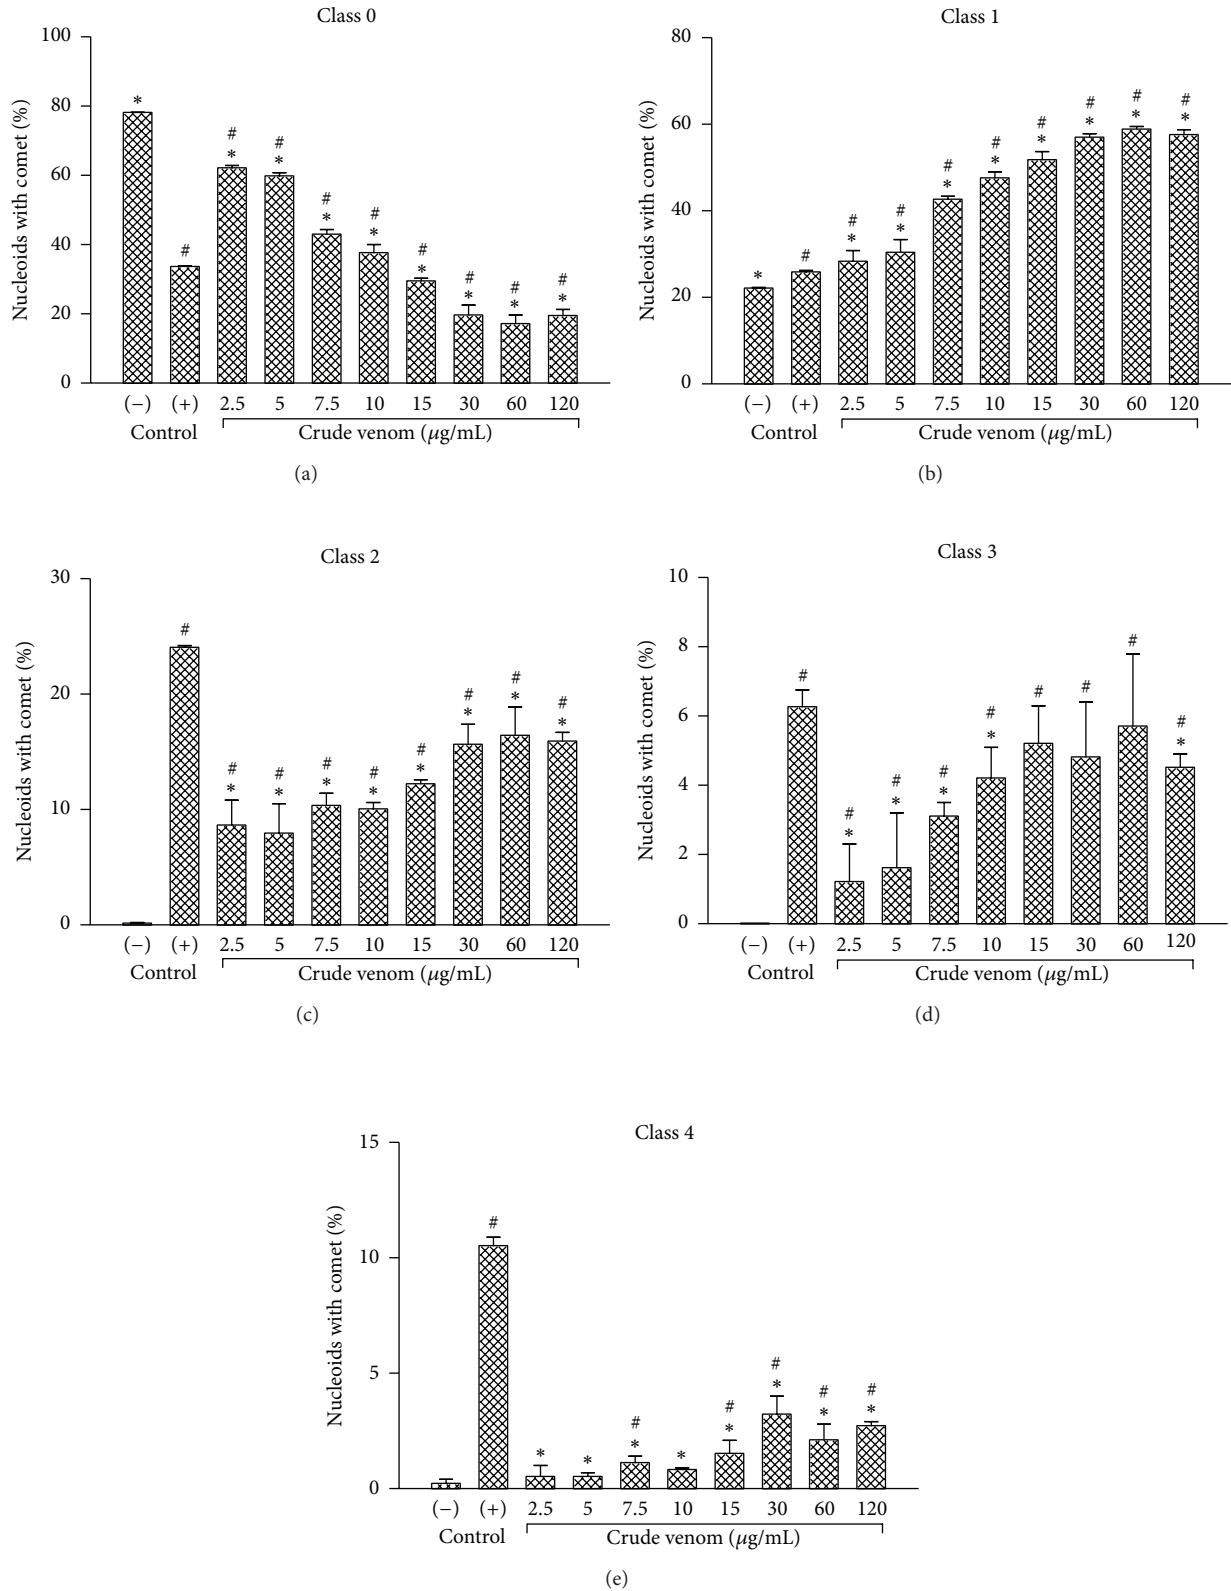 Class 0
Nucleoids with comet (%)
100
80
60
40
20
0
*
#
# *
# *
# *
# *
# *
# *
# *
# *
(−) (+) 2.5 5 7.5 10 15 30 60 120
Control Crude venom (μg/mL)
(a)
Class 1
Nucleoids with comet (%)
80
60
40
20
0
*
#
# *
# *
# *
# *
# *
# *
# *
# *
(−) (+) 2.5 5 7.5 10 15 30 60 120
Control Crude venom (μg/mL)
(b)
Class 2
Nucleoids with comet (%)
30
20
10
0
#
# *
# *
# *
# *
# *
# *
# *
# *
(−) (+) 2.5 5 7.5 10 15 30 60 120
Control Crude venom (μg/mL)
(c)
Class 3
Nucleoids with comet (%)
10
8
6
4
2
0
#
# *
# *
# *
# *
#
#
#
# *
(−) (+) 2.5 5 7.5 10 15 30 60 120
Control Crude venom (μg/mL)
(d)
Class 4
Nucleoids with comet (%)
15
10
5
0
#
*
*
# *
*
# *
# *
# *
# *
(−) (+) 2.5 5 7.5 10 15 30 60 120
Control Crude venom (μg/mL)
(e)